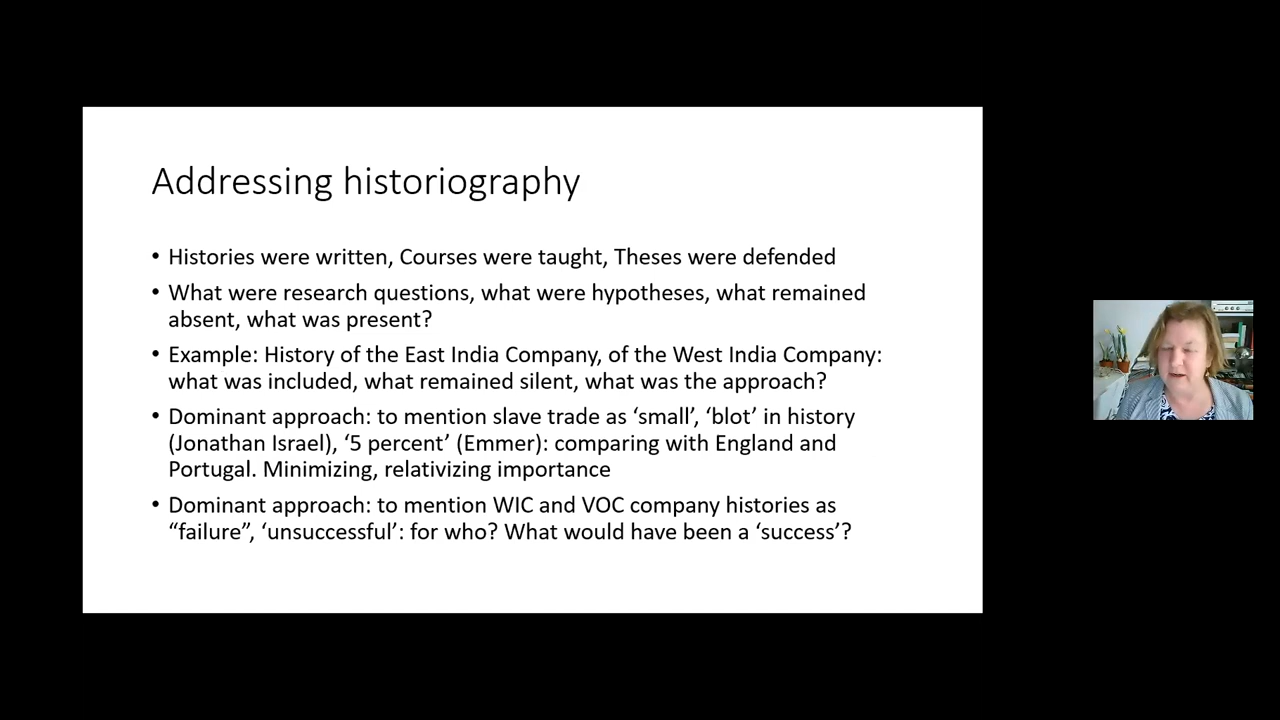 Addressing historiography
• Histories were written, Courses were taught, Theses were defended
• What were research questions, what were hypotheses, what remained
absent, what was present?
• Example: History of the East India Company, of the West India Company:
what was included, what remained silent, what was the approach?
• Dominant approach: to mention slave trade as ‘small’, ‘blot’ in history
(Jonathan Israel), ‘5 percent’ (Emmer): comparing with England and
Portugal. Minimizing, relativizing importance
• Dominant approach: to mention WIC and VOC company histories as
“failure”, ‘unsuccessful’: for who? What would have been a ‘success’?